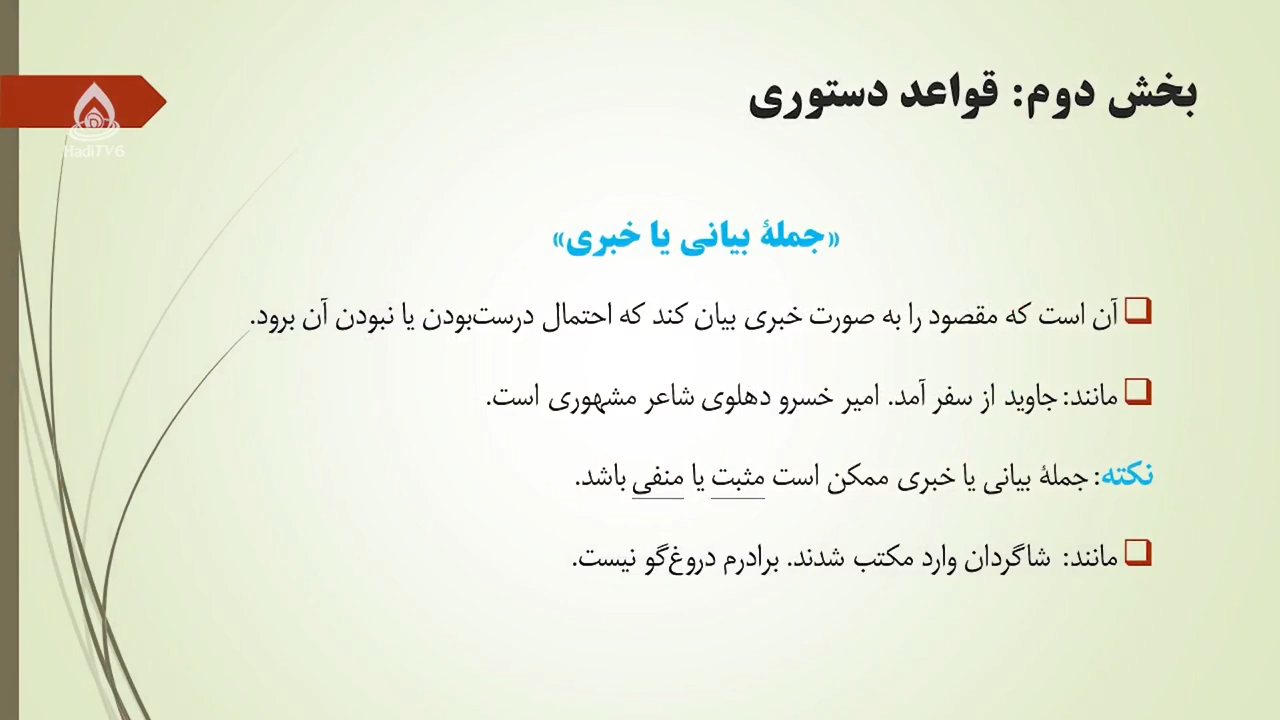 بخش دوم: قواعد دستوری
HadiTV6
«جملهٔ بیانی یا خبری»
آن است که مقصود را به صورت خبری بیان کند که احتمال درست‌بودن یا نبودن آن برود.
مانند: جاوید از سفر آمد. امیر خسرو دهلوی شاعر مشهوری است.
نکته: جملهٔ بیانی یا خبری ممکن است مثبت یا منفی باشد.
مانند: شاگردان وارد مکتب شدند. برادرم دروغ‌گو نیست.